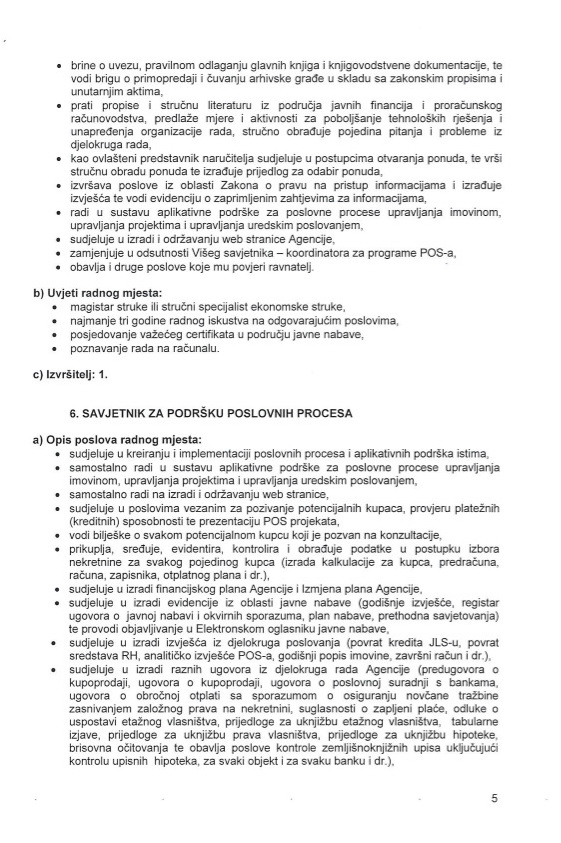 • brine o uvezu, pravilnom odlaganju glavnih knjiga i knjigovodstvene dokumentacije, te
vodi brigu o primopredaji i čuvanju arhivske građe u skladu sa zakonskim propisima i
unutarnjim aktima,
• prati propise i stručnu literaturu iz područja javnih financija i proračunskog
računovodstva, predlaže mjere i aktivnosti za poboljšanje tehnoloških rješenja i
unapređenja organizacije rada, stručno obrađuje pojedina pitanja i probleme iz
djelokruga rada,
• kao ovlašteni predstavnik naručitelja sudjeluje u postupcima otvaranja ponuda, te vrši
stručnu obradu ponuda te izrađuje prijedlog za odabir ponuda,
• izvršava poslove iz oblasti Zakona o pravu na pristup informacijama i izrađuje
izvješća te vodi evidenciju o zaprimljenim zahtjevima za informacijama,
• radi u sustavu aplikativne podrške za poslovne procese upravljanja imovinom,
upravljanja projektima i upravljanja uredskim poslovanjem,
• sudjeluje u izradi i održavanju web stranice Agencije,
• zamjenjuje u odsutnosti Višeg savjetnika – koordinatora za programe POS-a,
• obavlja i druge poslove koje mu povjeri ravnatelj.
b) Uvjeti radnog mjesta:
• magistar struke ili stručni specijalist ekonomske struke,
• najmanje tri godine radnog iskustva na odgovarajućim poslovima,
• posjedovanje važećeg certifikata u području javne nabave,
• poznavanje rada na računalu.
c) Izvršitelj: 1.
6. SAVJETNIK ZA PODRŠKU POSLOVNIH PROCESA
a) Opis poslova radnog mjesta:
• sudjeluje u kreiranju i implementaciji poslovnih procesa i aplikativnih podrška istima,
• samostalno radi u sustavu aplikativne podrške za poslovne procese upravljanja
imovinom, upravljanja projektima i upravljanja uredskim poslovanjem,
• samostalno radi na izradi i održavanju web stranice,
• sudjeluje u poslovima vezanim za pozivanje potencijalnih kupaca, provjeru platežnih
(kreditnih) sposobnosti te prezentaciju POS projekata,
• vodi bilješke o svakom potencijalnom kupcu koji je pozvan na konzultacije,
• prikuplja, sređuje, evidentira, kontrolira i obrađuje podatke u postupku izbora
nekretnine za svakog pojedinog kupca (izrada kalkulacije za kupca, predračuna,
računa, zapisnika, otplatnog plana i dr.),
• sudjeluje u izradi financijskog plana Agencije i Izmjena plana Agencije,
• sudjeluje u izradi evidencije iz oblasti javne nabave (godišnje izvješće, registar
ugovora o javnoj nabavi i okvirnih sporazuma, plan nabave, prethodna savjetovanja)
te provodi objavljivanje u Elektronskom oglasniku javne nabave,
• sudjeluje u izradi izvješća iz djelokruga poslovanja (povrat kredita JLS-u, povrat
sredstava RH, analitičko izvješće POS-a, godišnji popis imovine, završni račun i dr.),
• sudjeluje u izradi raznih ugovora iz djelokruga rada Agencije (predugovora o
kupoprodaji, ugovora o kupoprodaji, ugovora o poslovnoj suradnji s bankama,
ugovora o obročnoj otplati sa sporazumom o osiguranju novčane tražbine
zasnivanjem založnog prava na nekretnini, suglasnosti o zapljeni plaće, odluke o
uspostavi etažnog vlasništva, prijedloge za uknjižbu etažnog vlasništva, tabularne
izjave, prijedloge za uknjižbu prava vlasništva, prijedloge za uknjižbu hipoteke,
brisovna očitovanja te obavlja poslove kontrole zemljišnoknjižnih upisa uključujući
kontrolu upisnih hipoteka, za svaki objekt i za svaku banku i dr.),
5